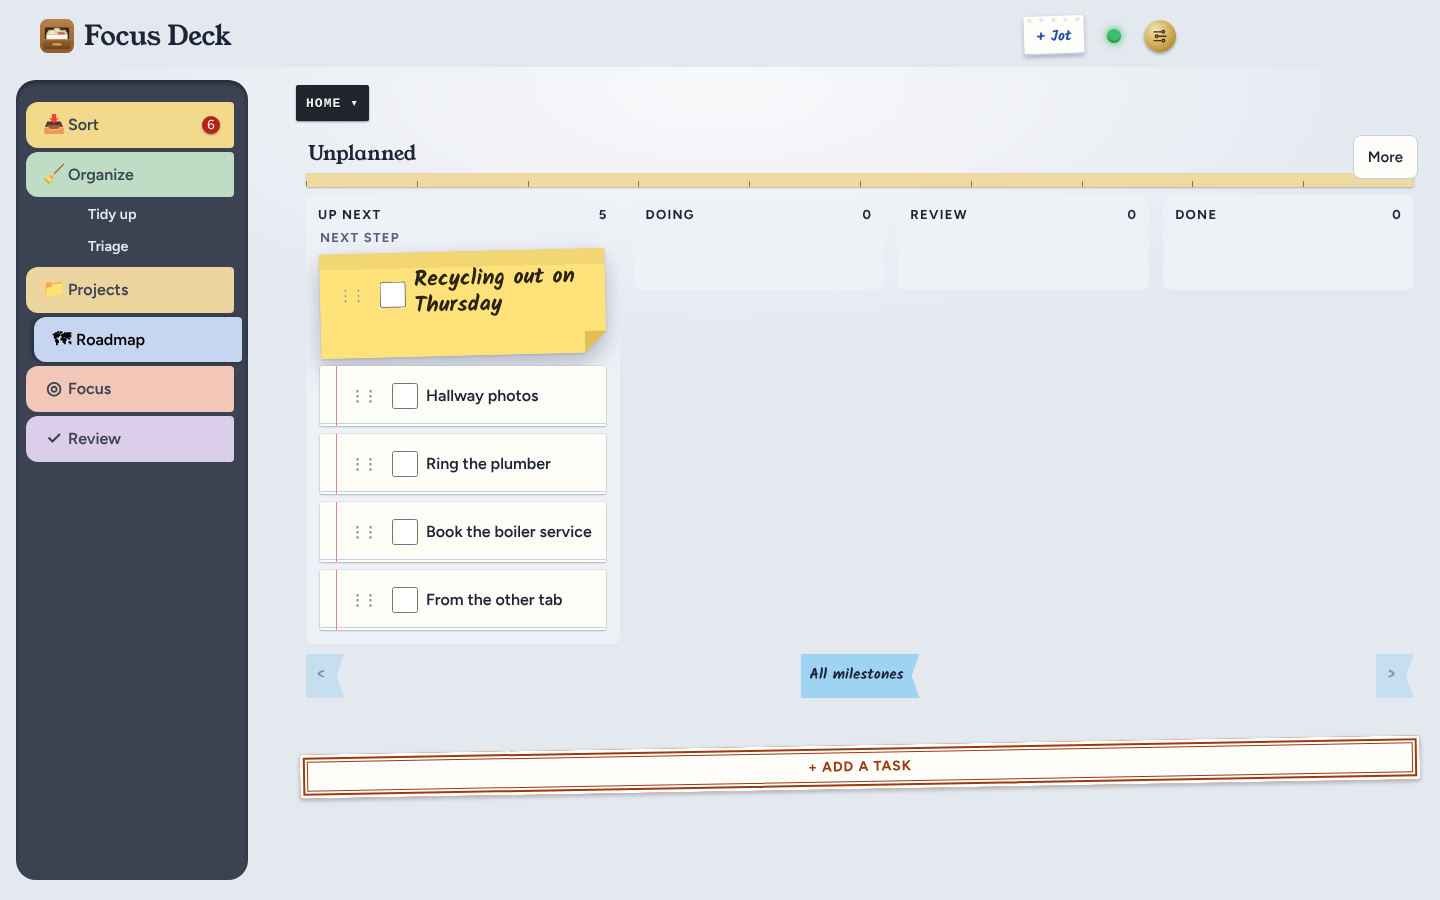 Focus Deck
+ Jot
Sort
6
Organize
Tidy up
Triage
Projects
Roadmap
Focus
Review
HOME ▾
Unplanned
More
UP NEXT 5
NEXT STEP
Recycling out on
Thursday
Hallway photos
Ring the plumber
Book the boiler service
From the other tab
DOING 0
REVIEW 0
DONE 0
<
All milestones
>
+ ADD A TASK